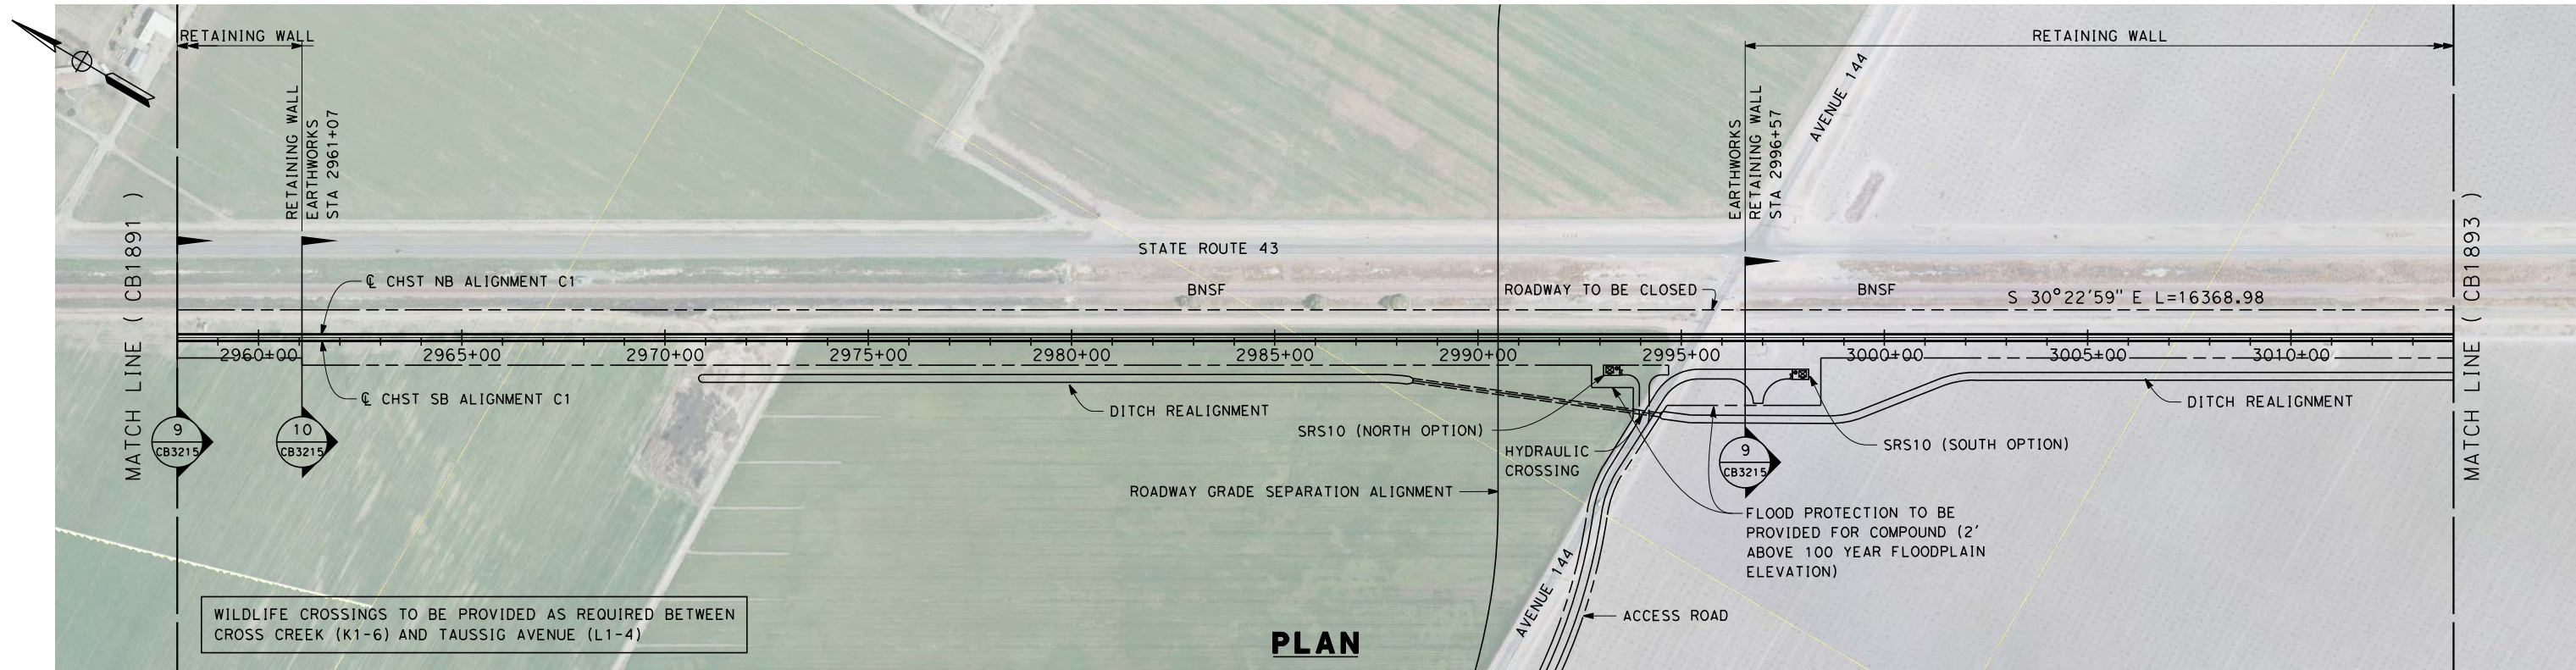 RETAINING WALL
RETAINING WALL
RETAINING WALL
EARTHWORKS
STA 2961+07
EARTHWORKS
RETAINING WALL
STA 2996+57
AVENUE 144
MATCH LINE ( CB1891 )
MATCH LINE ( CB1893 )
STATE ROUTE 43
℄ CHST NB ALIGNMENT C1
BNSF
ROADWAY TO BE CLOSED
BNSF
S 30°22'59" E L=16368.98
2960+00
2965+00
2970+00
2975+00
2980+00
2985+00
2990+00
2995+00
3000+00
3005+00
3010+00
℄ CHST SB ALIGNMENT C1
DITCH REALIGNMENT
DITCH REALIGNMENT
9
CB3215
10
CB3215
SRS10 (NORTH OPTION)
HYDRAULIC
CROSSING
9
CB3215
SRS10 (SOUTH OPTION)
ROADWAY GRADE SEPARATION ALIGNMENT
FLOOD PROTECTION TO BE
PROVIDED FOR COMPOUND (2'
ABOVE 100 YEAR FLOODPLAIN
ELEVATION)
AVENUE 144
ACCESS ROAD
WILDLIFE CROSSINGS TO BE PROVIDED AS REQUIRED BETWEEN
CROSS CREEK (K1-6) AND TAUSSIG AVENUE (L1-4)
PLAN